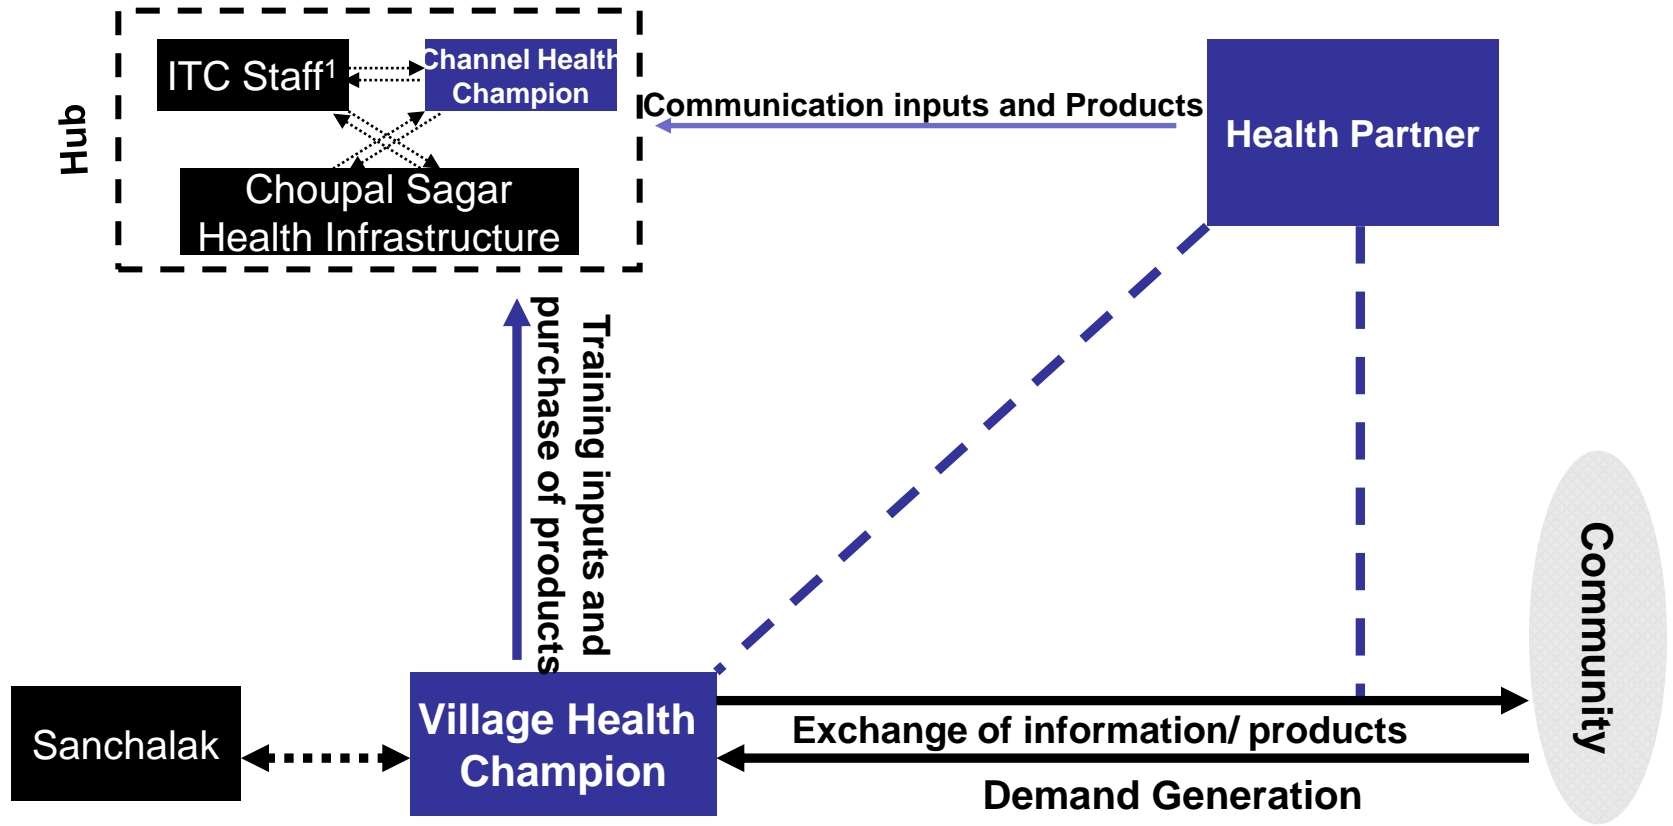 Hub
ITC Staff1
Channel Health
Champion
Choupal Sagar
Health Infrastructure
Communication inputs and Products
Health Partner
Training inputs and
purchase of products
Community
Sanchalak
Village Health
Champion
Exchange of information/ products
Demand Generation